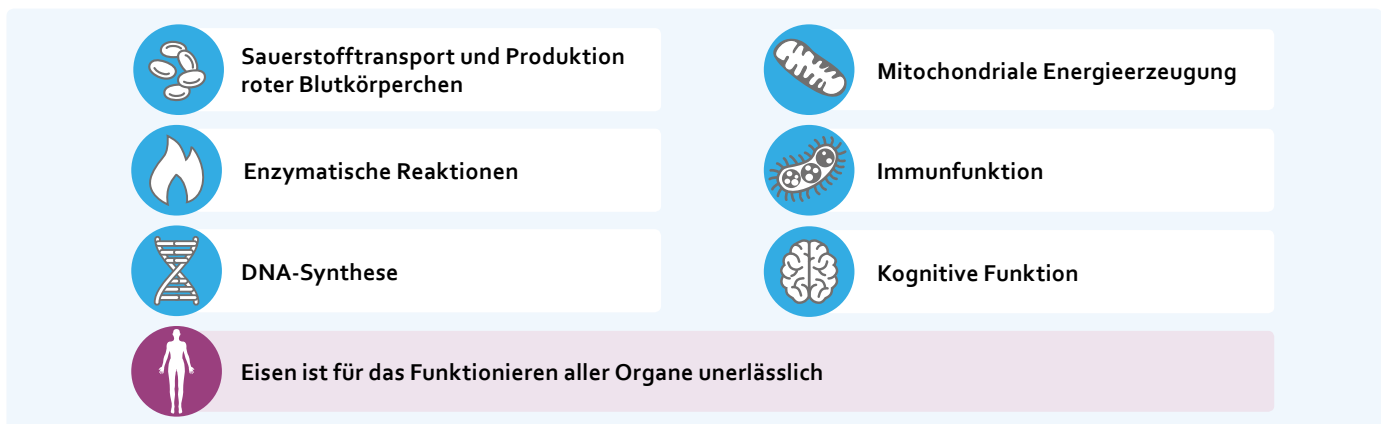 Sauerstofftransport und Produktion
roter Blutkörperchen
Mitochondriale Energieerzeugung
Enzymatische Reaktionen
Immunfunktion
DNA-Synthese
Kognitive Funktion
Eisen ist für das Funktionieren aller Organe unerlässlich